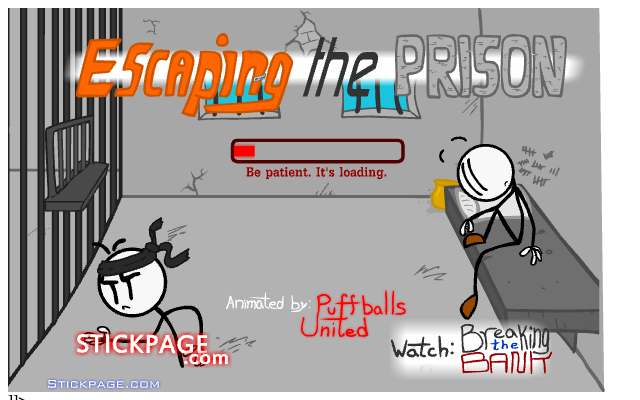 Escaping the PRISON
Be patient. It's loading.
Animated by: Puffballs
United
STICKPAGE
.com
Watch: Breaking
the
BANK
STICKPAGE.COM
]]>